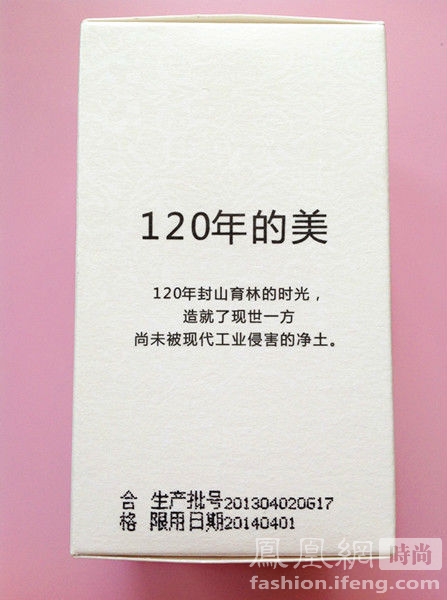 120年的美
120年封山育林的时光，
造就了现世一方
尚未被现代工业侵害的净土。
合 生产批号201304020617
格 限用日期20140401
鳳凰網 時尚
fashion.ifeng.com